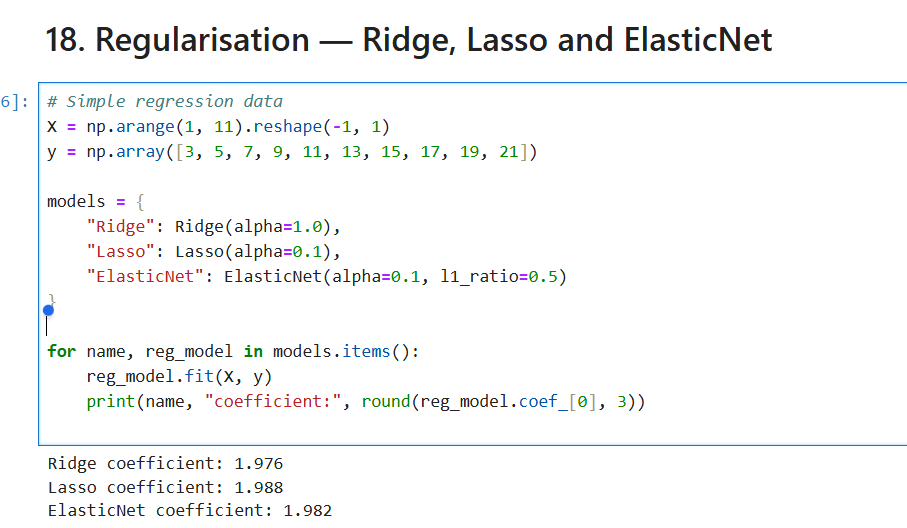 18. Regularisation — Ridge, Lasso and ElasticNet
6]:
# Simple regression data
X = np.arange(1, 11).reshape(-1, 1)
y = np.array([3, 5, 7, 9, 11, 13, 15, 17, 19, 21])

models = {
    "Ridge": Ridge(alpha=1.0),
    "Lasso": Lasso(alpha=0.1),
    "ElasticNet": ElasticNet(alpha=0.1, l1_ratio=0.5)
}

for name, reg_model in models.items():
    reg_model.fit(X, y)
    print(name, "coefficient:", round(reg_model.coef_[0], 3))

Ridge coefficient: 1.976
Lasso coefficient: 1.988
ElasticNet coefficient: 1.982